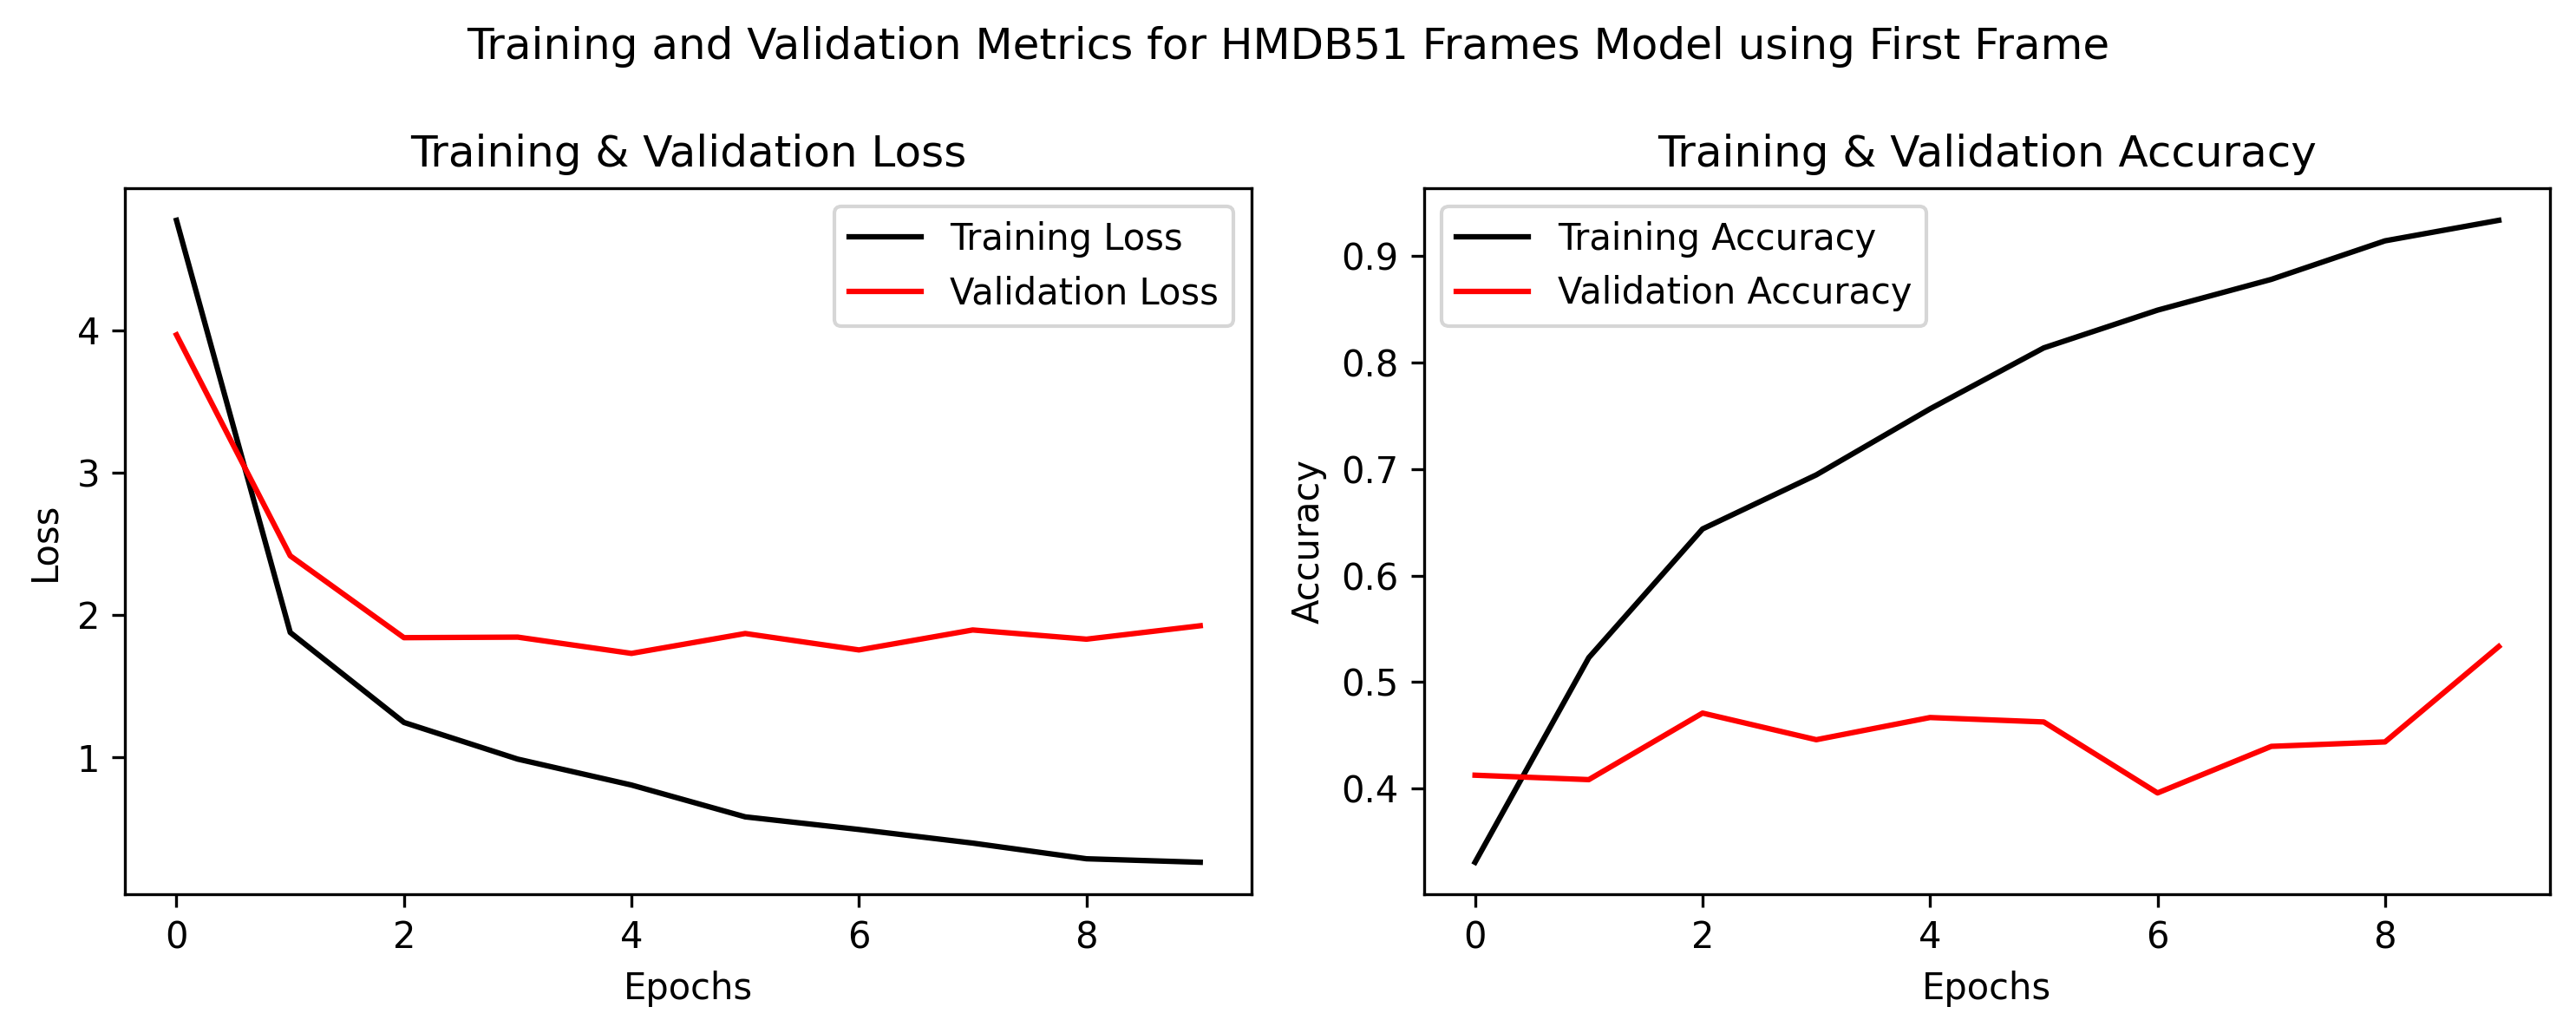 Training and Validation Metrics for HMDB51 Frames Model using First Frame
Training & Validation Loss
Training Loss
Validation Loss
Loss
4
3
2
1
0 2 4 6 8
Epochs
Training & Validation Accuracy
Training Accuracy
Validation Accuracy
Accuracy
0.9
0.8
0.7
0.6
0.5
0.4
0 2 4 6 8
Epochs